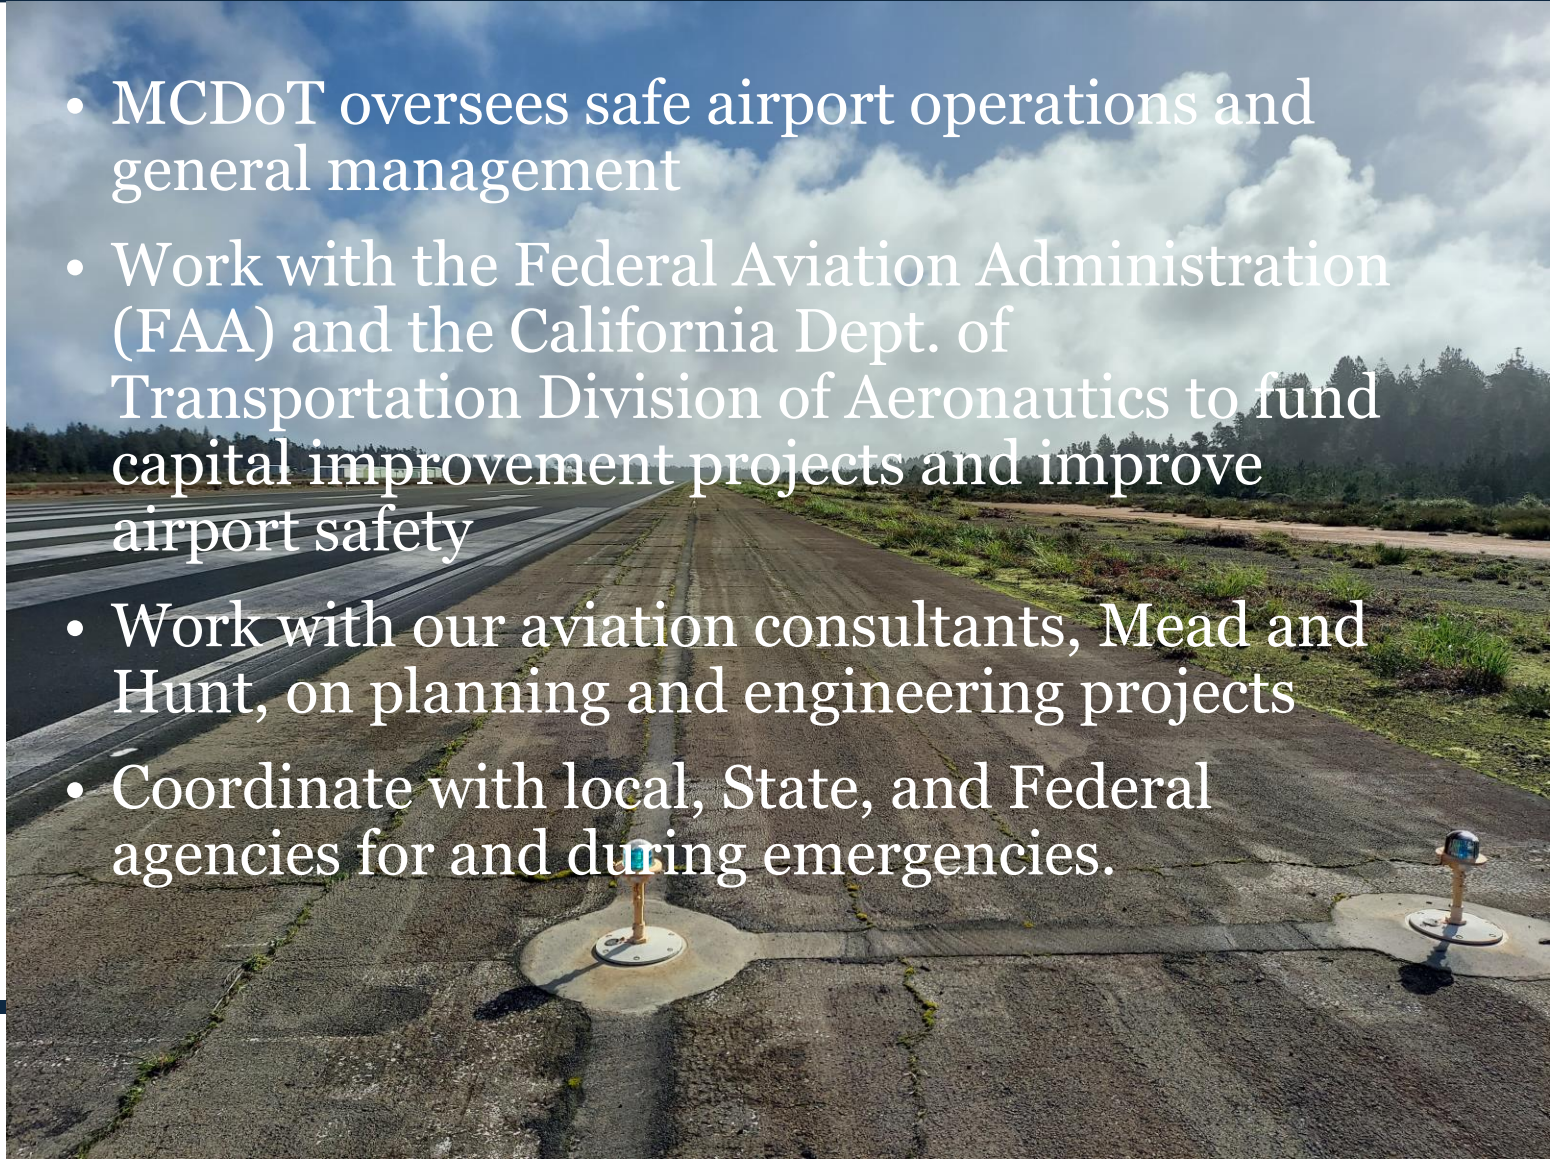 • MCDoT oversees safe airport operations and
general management
• Work with the Federal Aviation Administration
(FAA) and the California Dept. of
Transportation Division of Aeronautics to fund
capital improvement projects and improve
airport safety
• Work with our aviation consultants, Mead and
Hunt, on planning and engineering projects
• Coordinate with local, State, and Federal
agencies for and during emergencies.